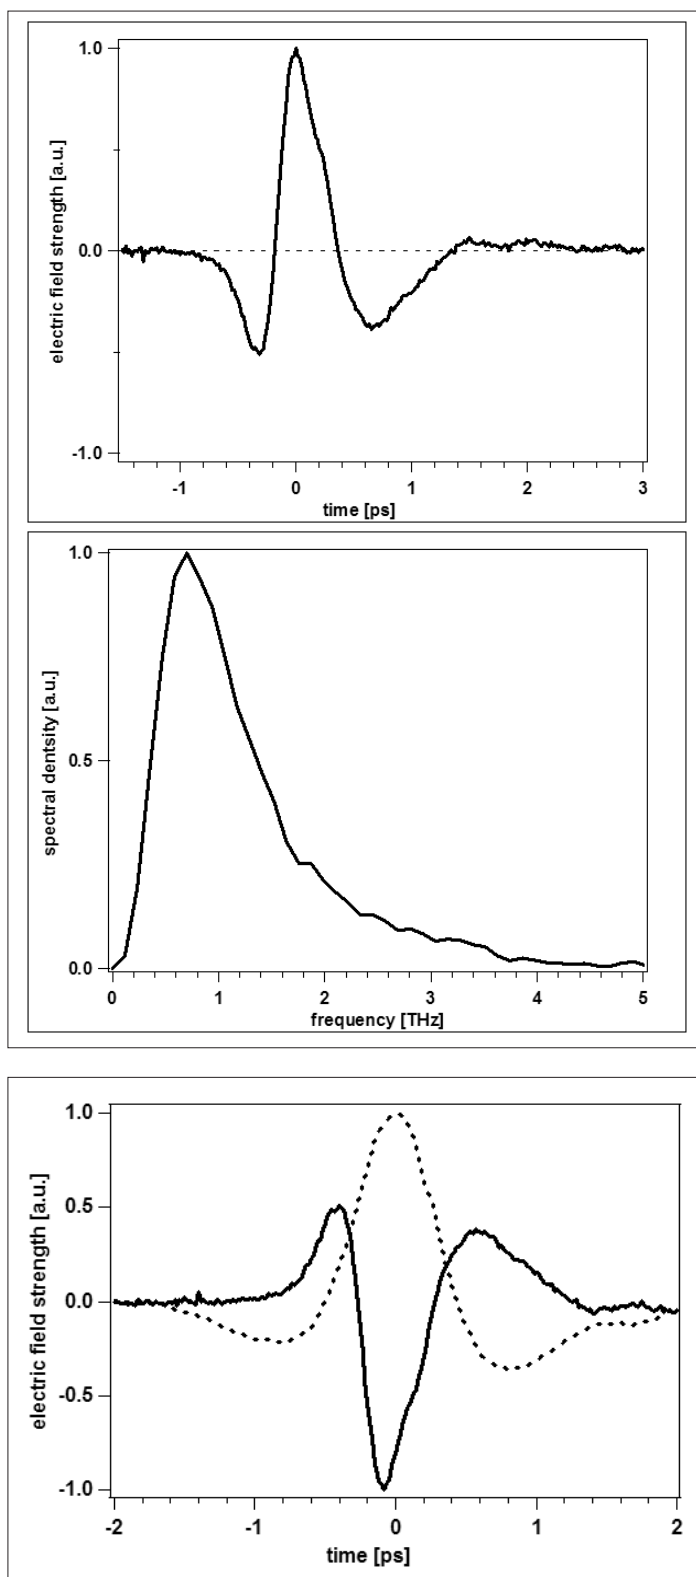 1.0
0.0
-1.0
electric field strength [a.u.]
-1 0 1 2 3
time [ps]
1.0
0.5
0.0
spectral dentsity [a.u.]
0 1 2 3 4 5
frequency [THz]
1.0
0.5
0.0
-0.5
-1.0
electric field strength [a.u.]
-2 -1 0 1 2
time [ps]